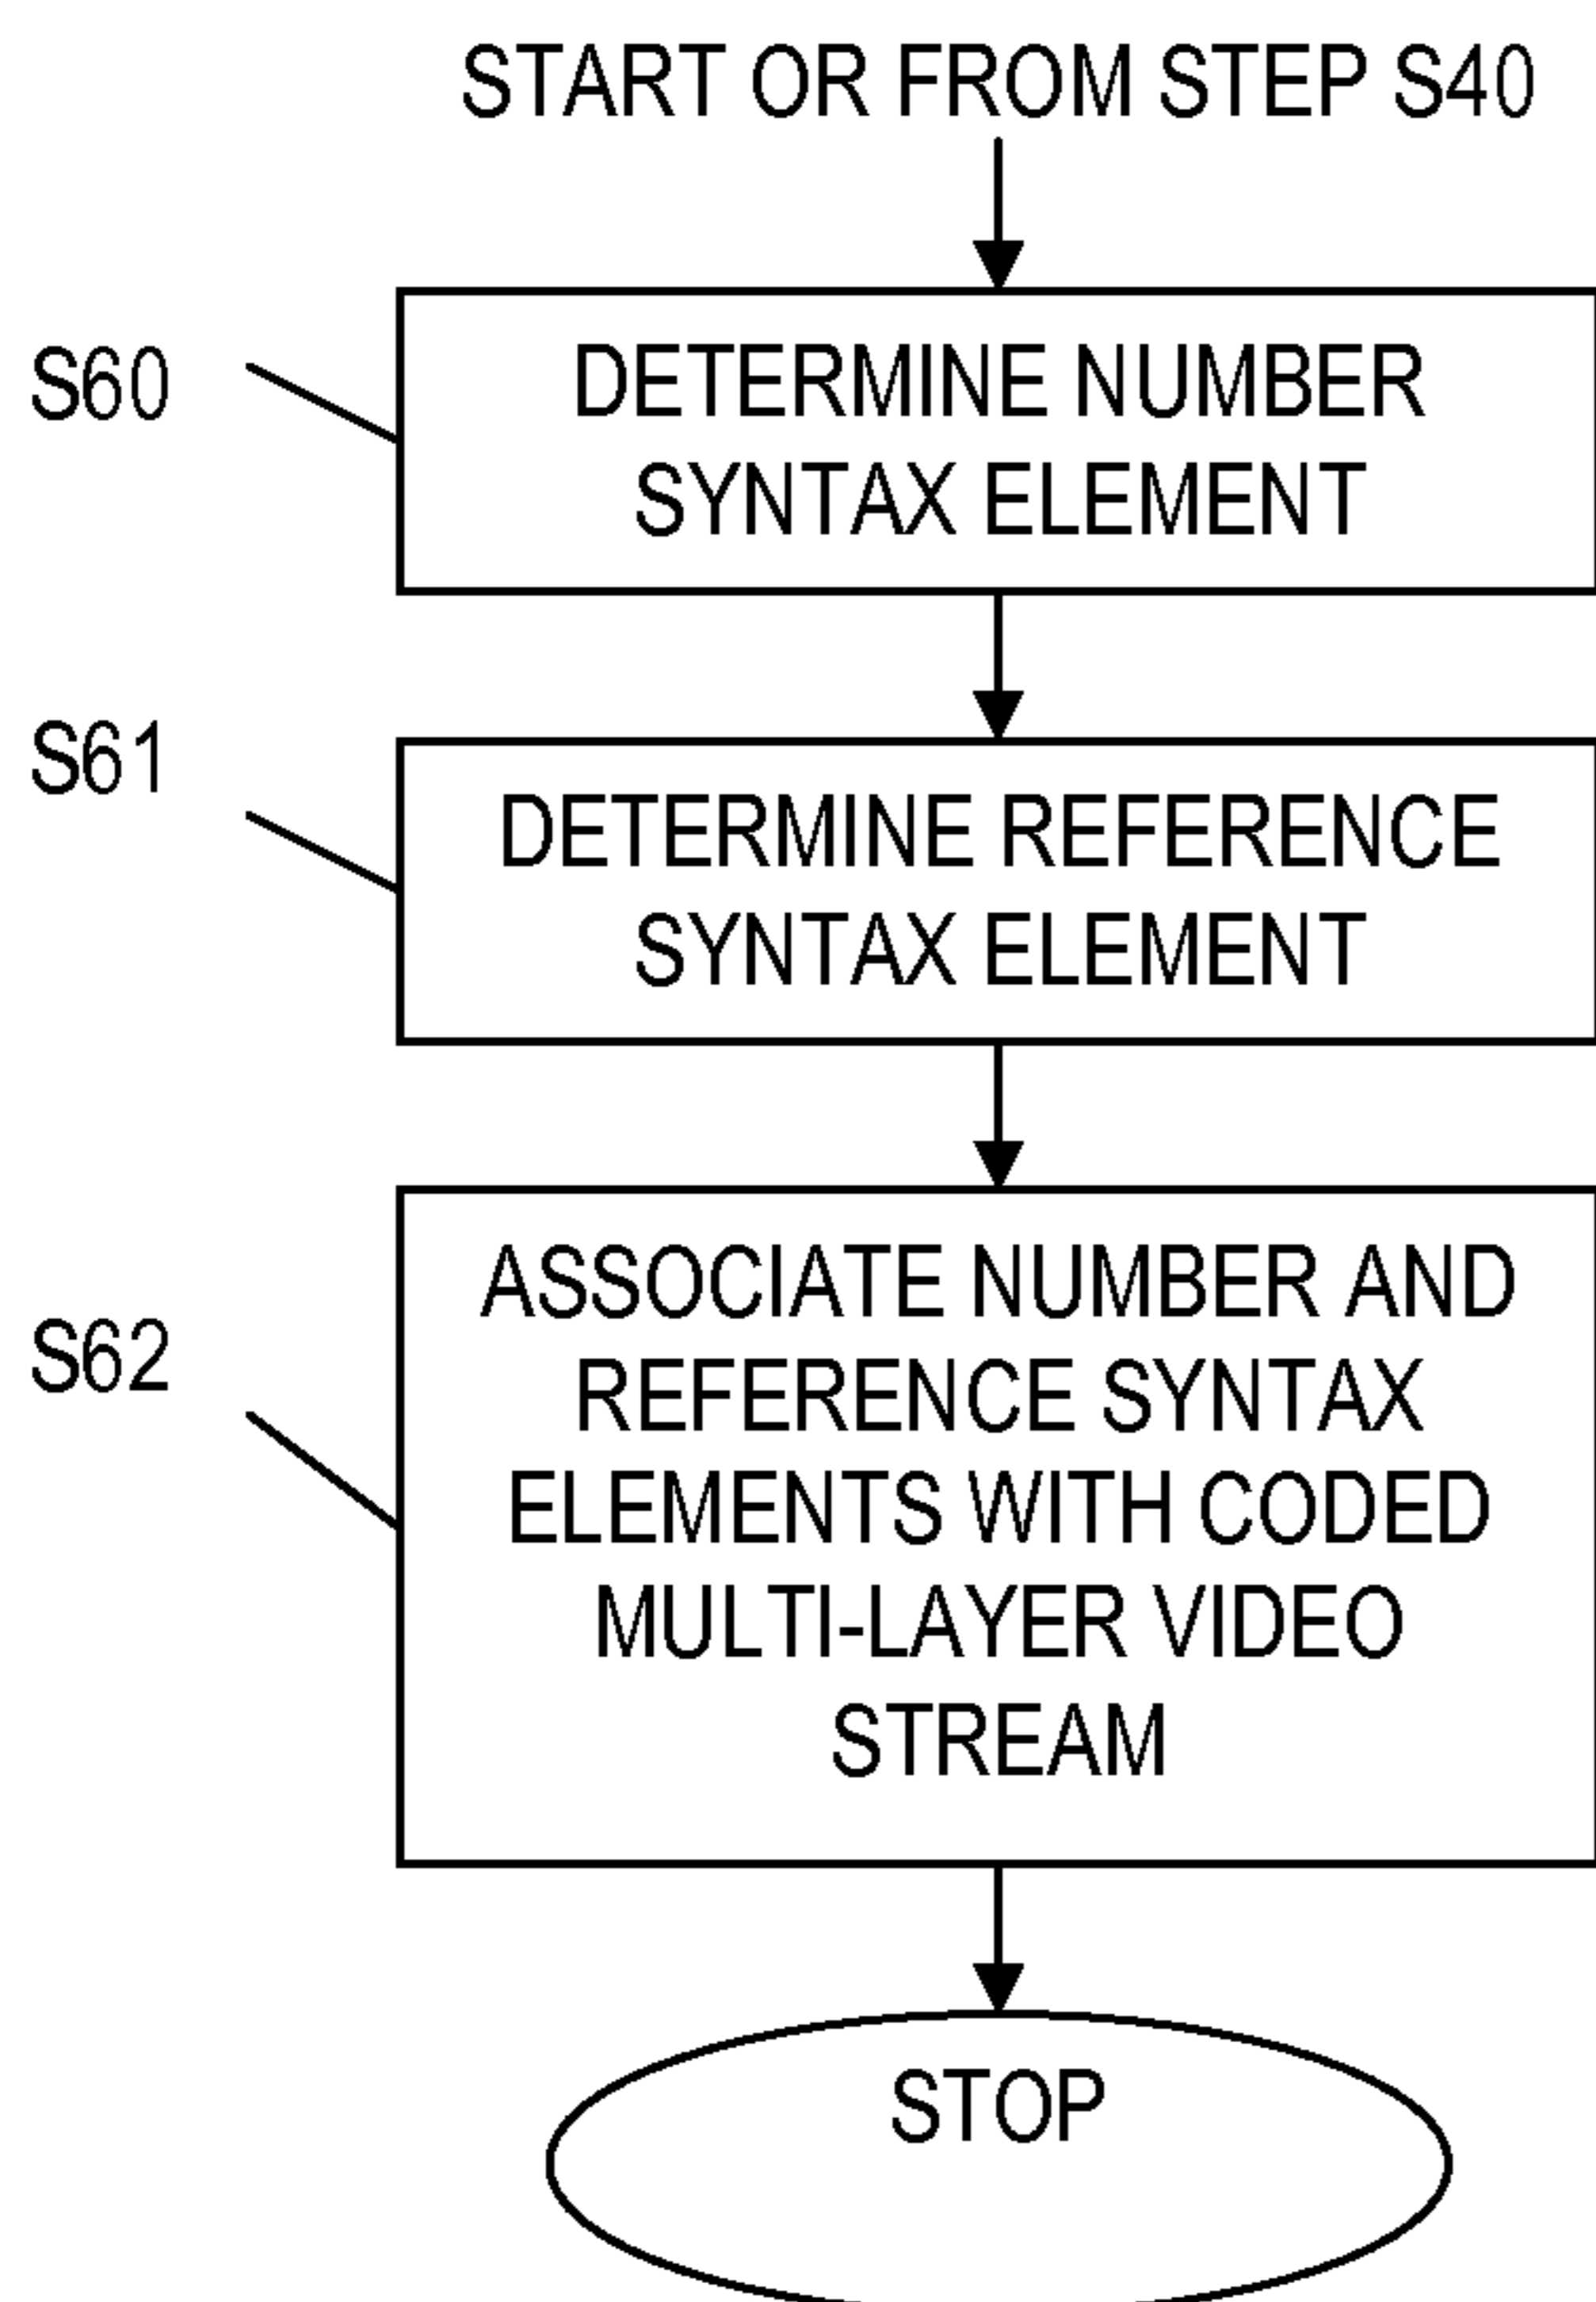 START OR FROM STEP S40
S60
DETERMINE NUMBER
SYNTAX ELEMENT
S61
DETERMINE REFERENCE
SYNTAX ELEMENT
S62
ASSOCIATE NUMBER AND
REFERENCE SYNTAX
ELEMENTS WITH CODED
MULTI-LAYER VIDEO
STREAM
STOP